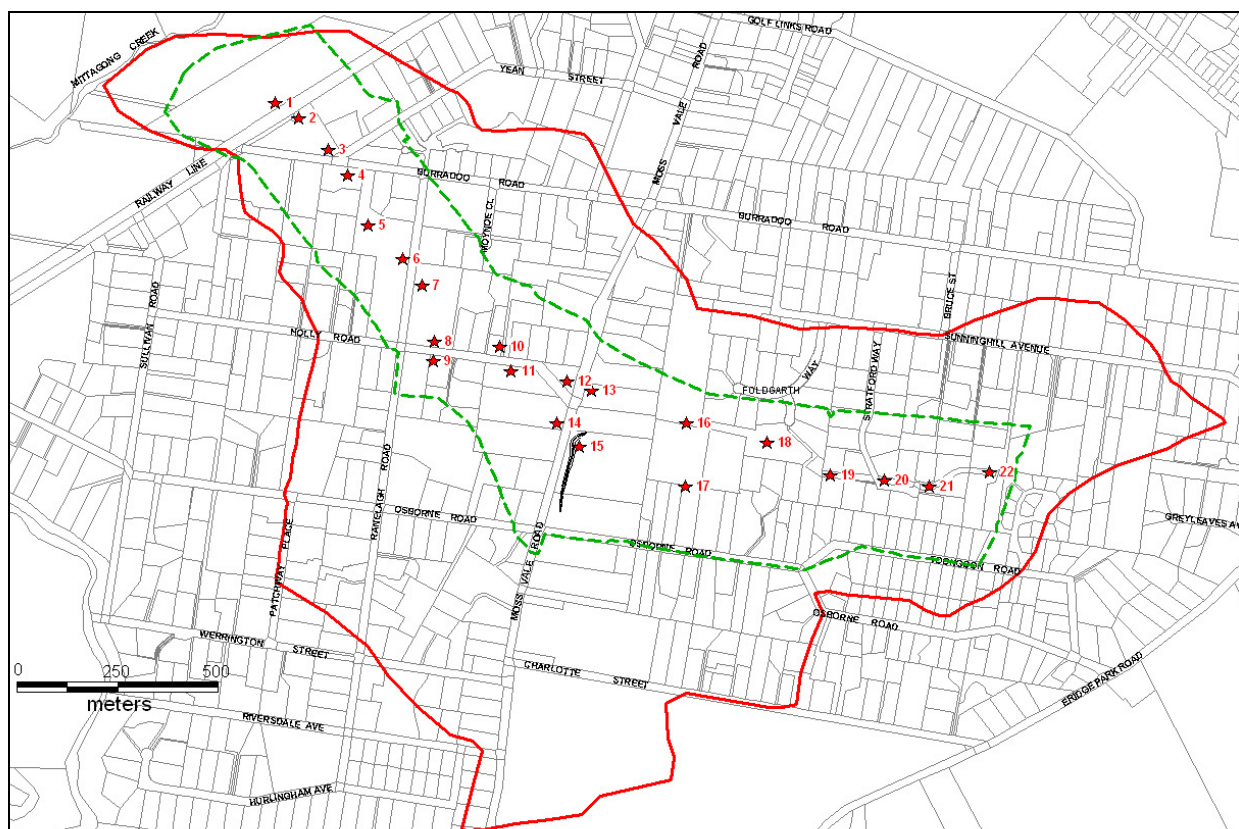 GOLF LINKS ROAD
MITTAGONG CREEK
YEAN STREET
MOSS VALE ROAD
1
2
3
4
RAILWAY LINE
BURRADOO ROAD
MOYNOE CL
BURRADOO ROAD
5
6
7
SULLIVAN ROAD
HOLLY ROAD
8
9
10
11
12
13
BRUCE ST
SUNNINGHILL AVENUE
FOLDGARTH WAY
STRATFORD WAY
14
15
16
17
18
19
20
21
22
RANELAGH ROAD
OSBORNE ROAD
OSBORNE ROAD
MOSS VALE ROAD
PATCHWAY PLACE
GREYLEAVES AV
TOONGOON ROAD
OSBORNE ROAD
WERRINGTON STREET
CHARLOTTE STREET
ERIDGE PARK ROAD
0 250 500
meters
RIVERSDALE AVE
HURLINGHAM AVE